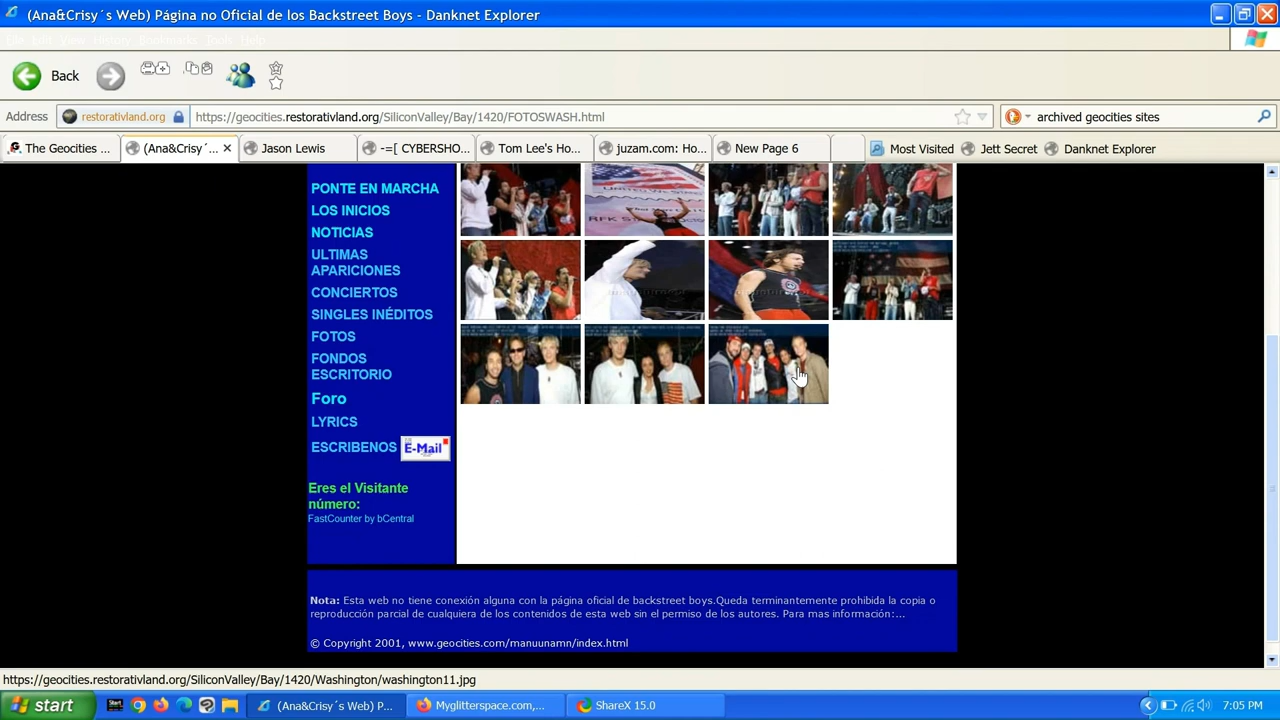 (Ana&Crisy´s Web) Página no Oficial de los Backstreet Boys - Danknet Explorer
File Edit View History Bookmarks Tools Help
Back
Address restorativland.org https://geocities.restorativland.org/SiliconValley/Bay/1420/FOTOSWASH.html archived geocities sites
The Geocities ... (Ana&Crisy´... Jason Lewis -=[ CYBERSHO... Tom Lee's Ho... juzam.com: Ho... New Page 6 Most Visited Jett Secret Danknet Explorer
PONTE EN MARCHA
LOS INICIOS
NOTICIAS
ULTIMAS
APARICIONES
CONCIERTOS
SINGLES INÉDITOS
FOTOS
FONDOS
ESCRITORIO
Foro
LYRICS
ESCRIBENOS E-Mail
Eres el Visitante
número:
FastCounter by bCentral
Nota: Esta web no tiene conexión alguna con la página oficial de backstreet boys.Queda terminantemente prohibida la copia o
reproducción parcial de cualquiera de los contenidos de esta web sin el permiso de los autores. Para mas información:...
© Copyright 2001, www.geocities.com/manuunamn/index.html
https://geocities.restorativland.org/SiliconValley/Bay/1420/Washington/washington11.jpg
start (Ana&Crisy´s Web) P... Myglitterspace.com,... ShareX 15.0 7:05 PM